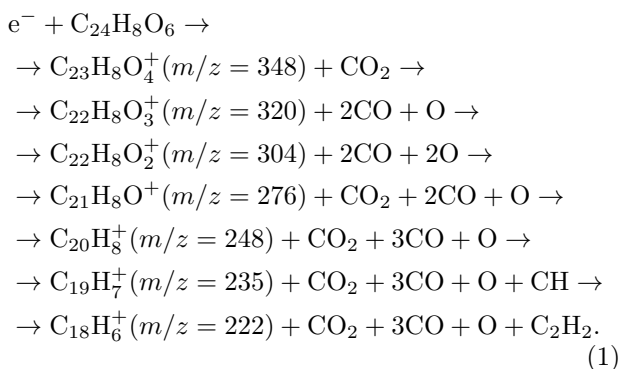 e⁻ + C₂₄H₈O₆ →
→ C₂₃H₈O₄⁺(m/z = 348) + CO₂ →
→ C₂₂H₈O₃⁺(m/z = 320) + 2CO + O →
→ C₂₂H₈O₂⁺(m/z = 304) + 2CO + 2O →
→ C₂₁H₈O⁺(m/z = 276) + CO₂ + 2CO + O →
→ C₂₀H₈⁺(m/z = 248) + CO₂ + 3CO + O →
→ C₁₉H₇⁺(m/z = 235) + CO₂ + 3CO + O + CH →
→ C₁₈H₆⁺(m/z = 222) + CO₂ + 3CO + O + C₂H₂.
(1)